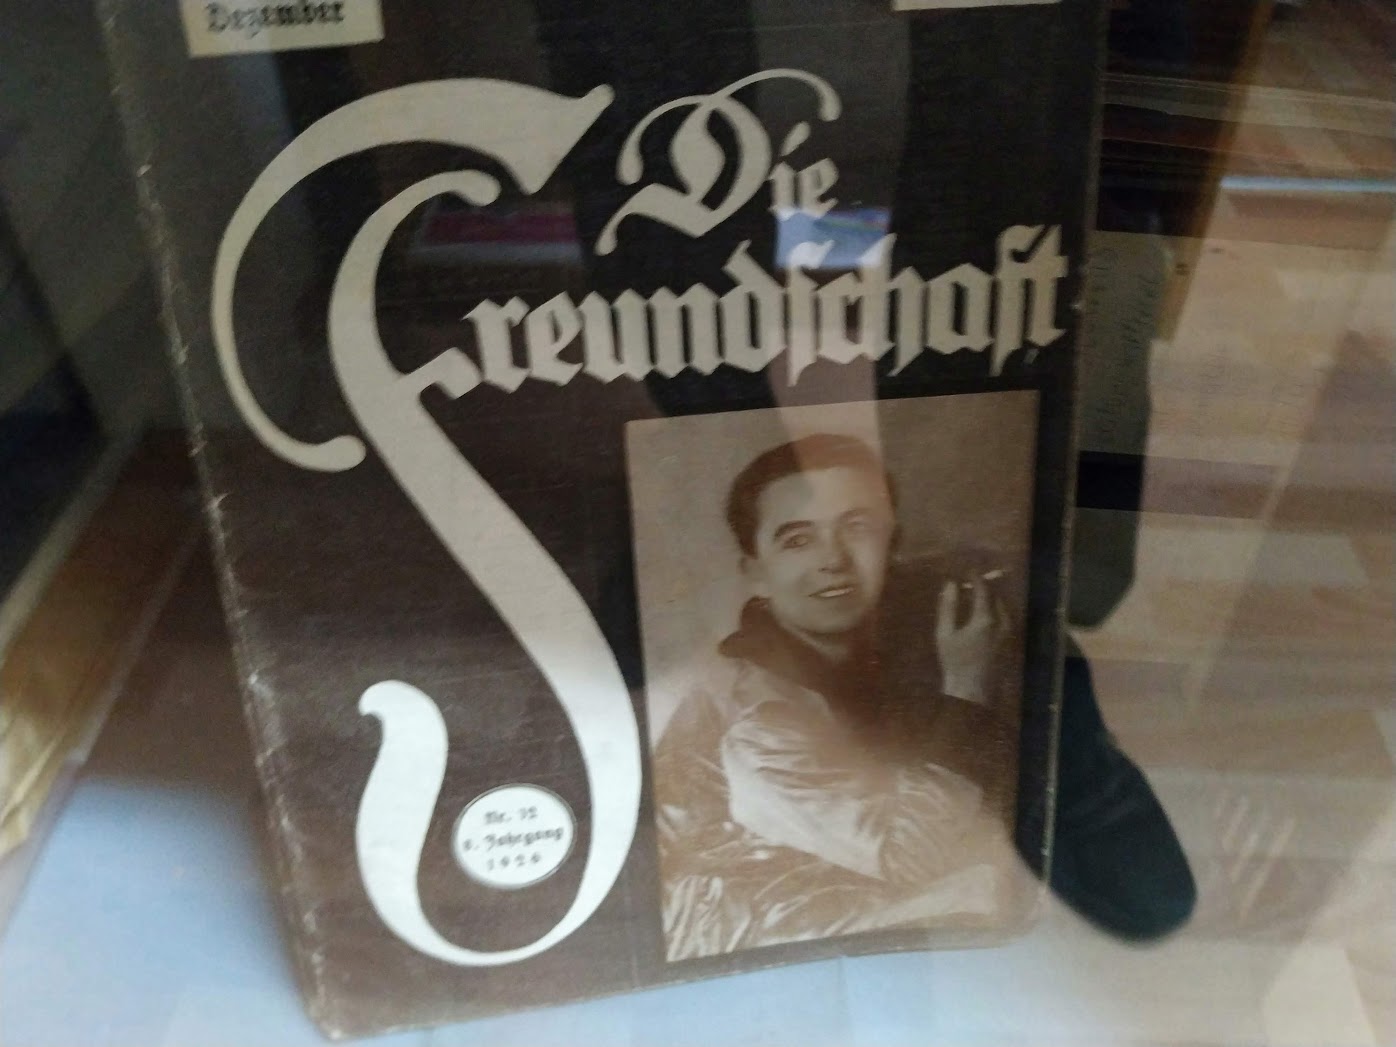 Dezember
Die
Freundschaft
Nr. 12
8. Jahrgang
1926